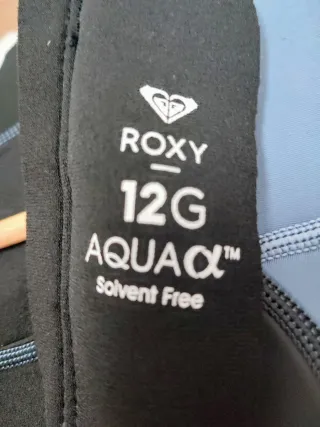 ROXY
12G
AQUAα™
Solvent Free